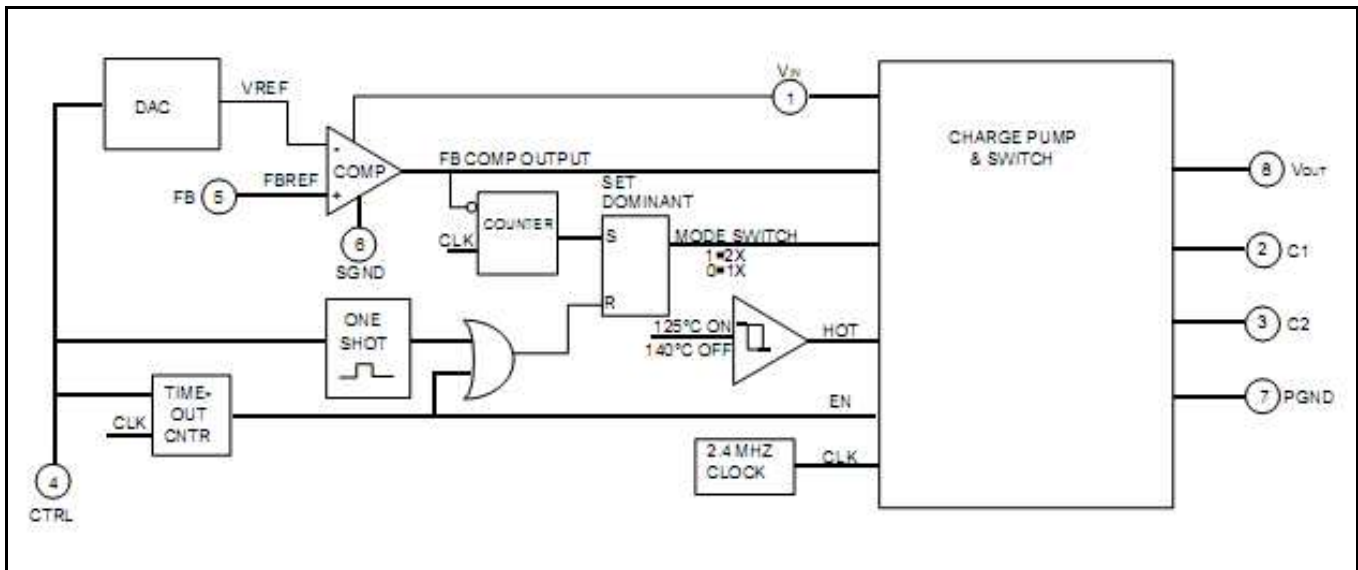 DAC
VREF
VIN
1
CHARGE PUMP
& SWITCH
-
COMP
+
FB COMP OUTPUT
FB
5
FBREF
SET
DOMINANT
8
VOUT
COUNTER
CLK
S
R
MODE SWITCH
1=2X
0=1X
6
SGND
2
C1
ONE
SHOT
125°C ON
140°C OFF
HOT
3
C2
TIME-
OUT
CNTR
CLK
EN
7
PGND
2.4 MHZ
CLOCK
CLK
4
CTRL